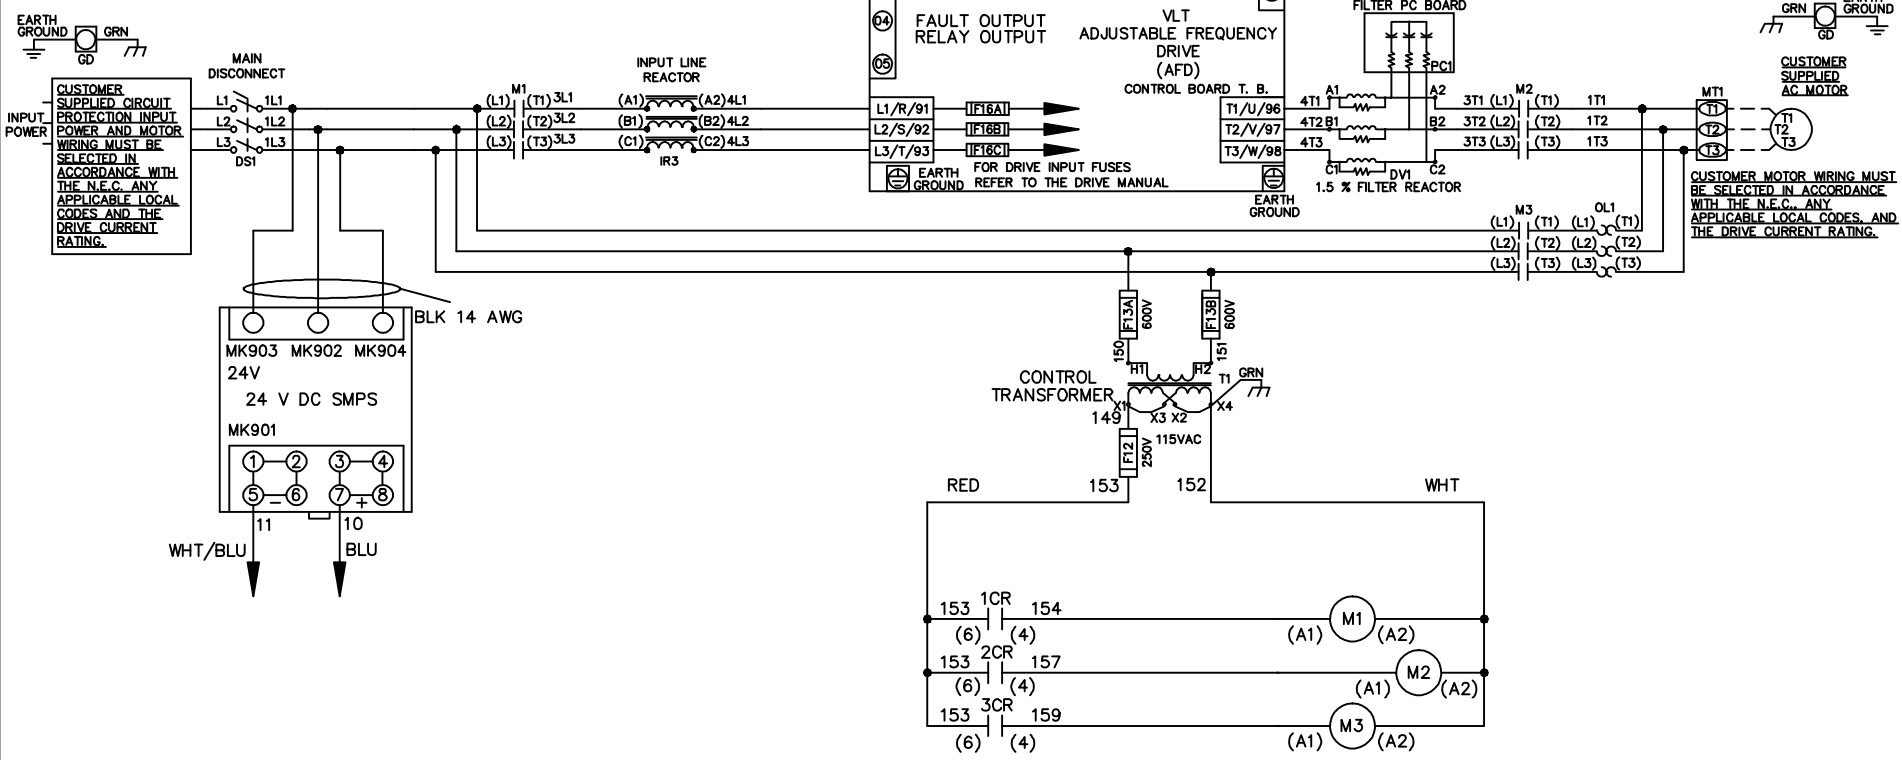 EARTH
GROUND
GRN
GD
MAIN
DISCONNECT
INPUT
POWER
CUSTOMER
SUPPLIED CIRCUIT
PROTECTION INPUT
POWER AND MOTOR
WIRING MUST BE
SELECTED IN
ACCORDANCE WITH
THE N.E.C. ANY
APPLICABLE LOCAL
CODES AND THE
DRIVE CURRENT
RATING.
L1 1L1
L2 1L2
L3 1L3
DS1
M1
(L1) (T1) 3L1
(L2) (T2) 3L2
(L3) (T3) 3L3
INPUT LINE
REACTOR
(A1) (A2) 4L1
(B1) (B2) 4L2
(C1) (C2) 4L3
IR3
04
05
FAULT OUTPUT
RELAY OUTPUT
VLT
ADJUSTABLE FREQUENCY
DRIVE
(AFD)
CONTROL BOARD T. B.
L1/R/91 IF16A
L2/S/92 IF16B
L3/T/93 IF16C
EARTH
GROUND
FOR DRIVE INPUT FUSES
REFER TO THE DRIVE MANUAL
T1/U/96 4T1
T2/V/97 4T2
T3/W/98 4T3
EARTH
GROUND
FILTER PC BOARD
PC1
A1 A2
B1 B2
C1 C2
DV1
1.5 % FILTER REACTOR
M2
3T1 (L1) (T1) 1T1
3T2 (L2) (T2) 1T2
3T3 (L3) (T3) 1T3
GRN
EARTH
GROUND
GD
CUSTOMER
SUPPLIED
AC MOTOR
MT1
T1
T2
T3
T1
T2
T3
CUSTOMER MOTOR WIRING MUST
BE SELECTED IN ACCORDANCE
WITH THE N.E.C., ANY
APPLICABLE LOCAL CODES, AND
THE DRIVE CURRENT RATING.
M3 OL1
(L1) (T1) (L1) (T1)
(L2) (T2) (L2) (T2)
(L3) (T3) (L3) (T3)
BLK 14 AWG
MK903 MK902 MK904
24V
24 V DC SMPS
MK901
1 2 3 4
5 - 6 7 + 8
11 10
WHT/BLU BLU
F13A 600V
F13B 600V
150 151
H1 H2
CONTROL
TRANSFORMER
T1
GRN
X1 X3 X2 X4
149
115VAC
F12 250V
153 152
RED WHT
1CR
153 154 M1
(6) (4) (A1) (A2)
2CR
153 157 M2
(6) (4) (A1) (A2)
3CR
153 159 M3
(6) (4) (A1) (A2)